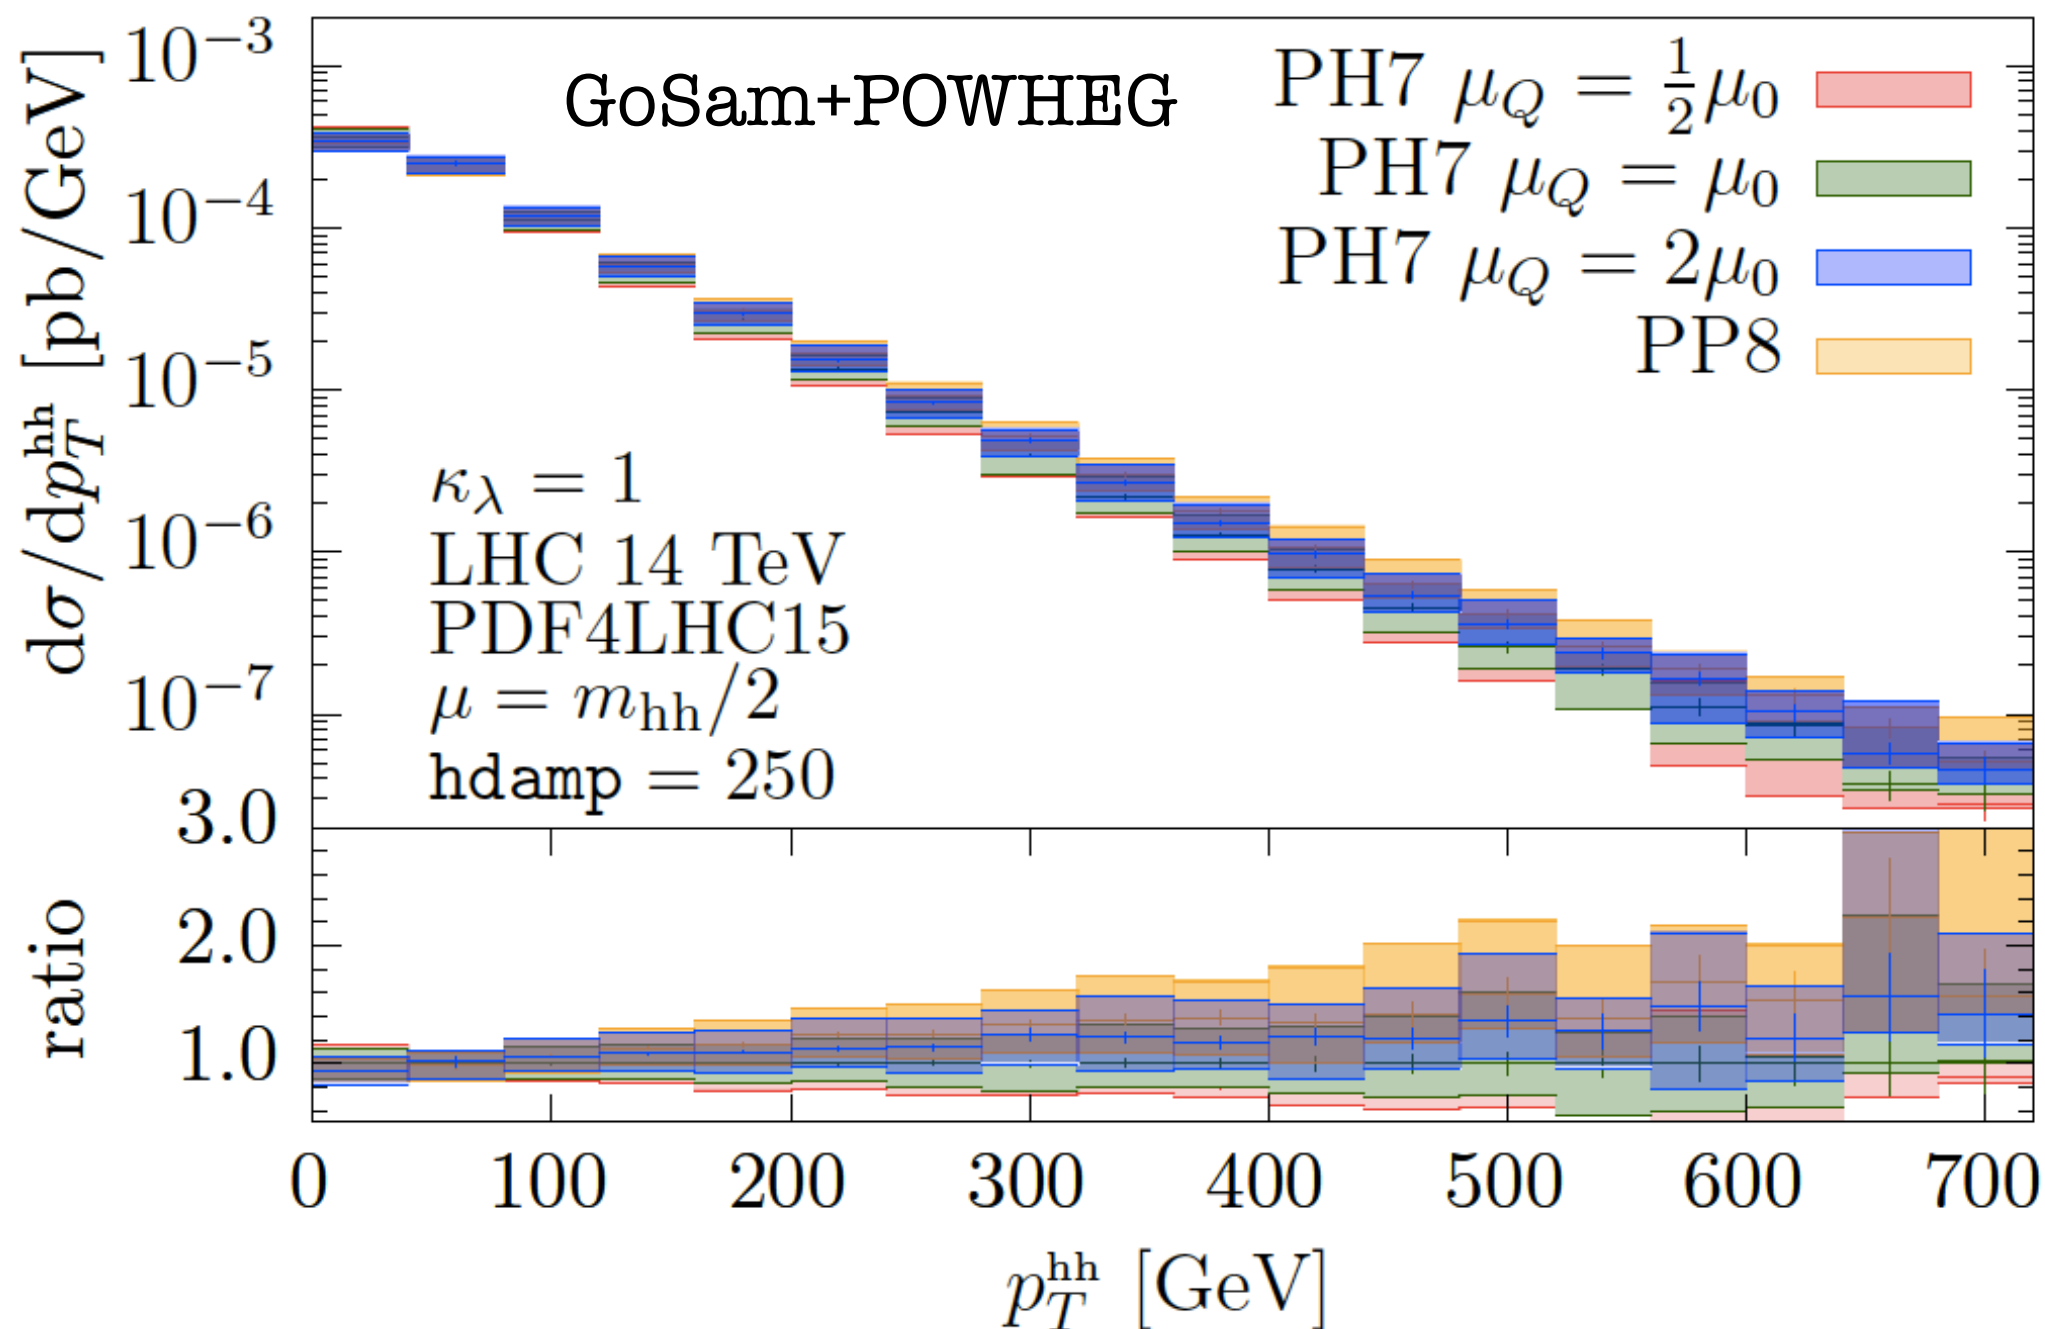 GoSam+POWHEG
PH7 μ_Q = 1/2 μ_0
PH7 μ_Q = μ_0
PH7 μ_Q = 2μ_0
PP8
κ_λ = 1
LHC 14 TeV
PDF4LHC15
μ = m_hh/2
hdamp = 250
dσ/dp_T^hh [pb/GeV]
10^−3
10^−4
10^−5
10^−6
10^−7
ratio
3.0
2.0
1.0
0 100 200 300 400 500 600 700
p_T^hh [GeV]